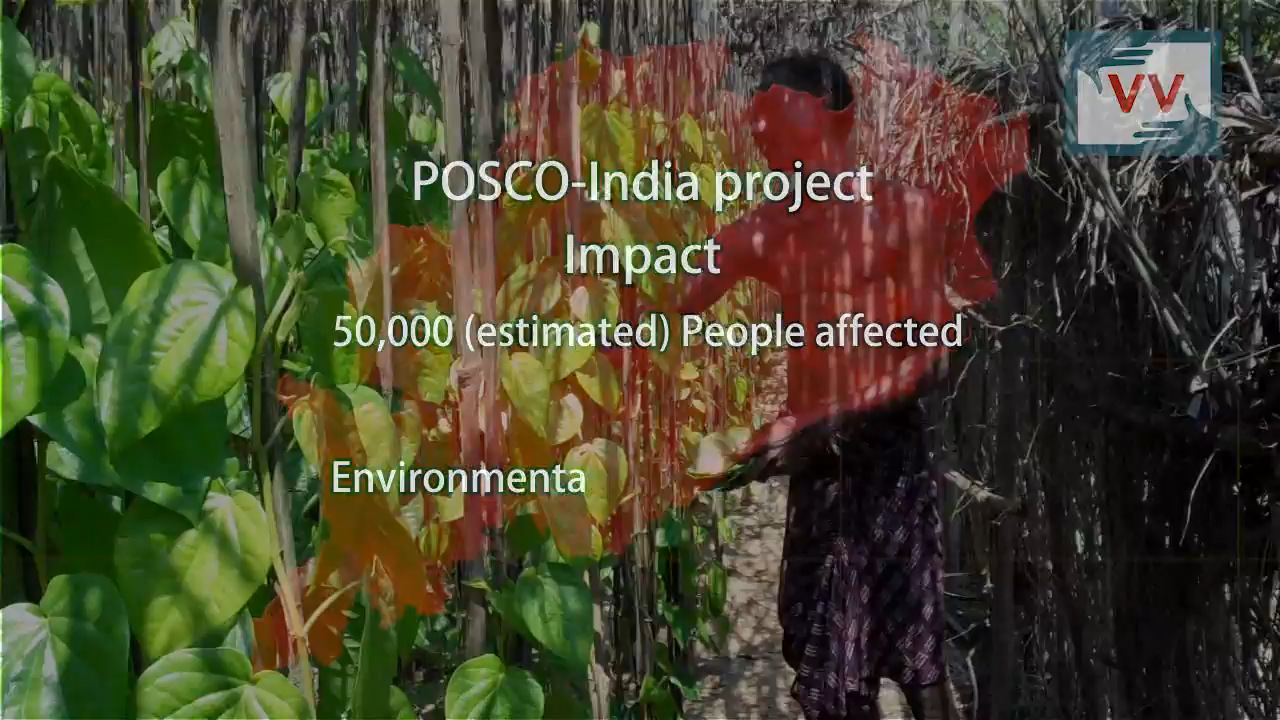 VV
POSCO-India project
Impact
50,000 (estimated) People affected
Environmenta